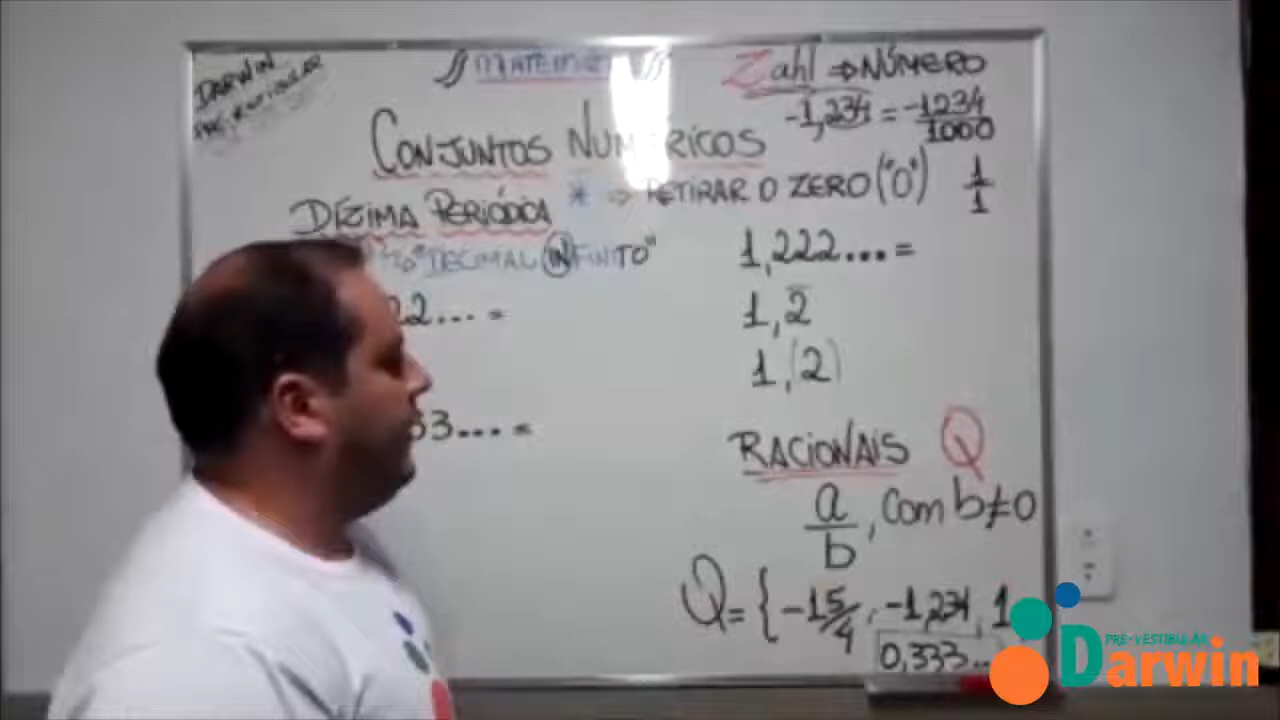 DARWIN
PRÉ-VESTIBULAR
MATEMÁTICA
CONJUNTOS NUMÉRICOS
DÍZIMA PERIÓDICA * ⇒ RETIRAR O ZERO ("0")
DECIMAL INFINITO"
22... =
33... =
Zahl ⇒ NÚMERO
-1,234 = -1234/1000
1/1
1,222... =
1,2̅
1,(2)
RACIONAIS Q
a/b, com b≠0
Q = { -15/4, -1,234, 1
0,333...
PRÉ-VESTIBULAR
Darwin